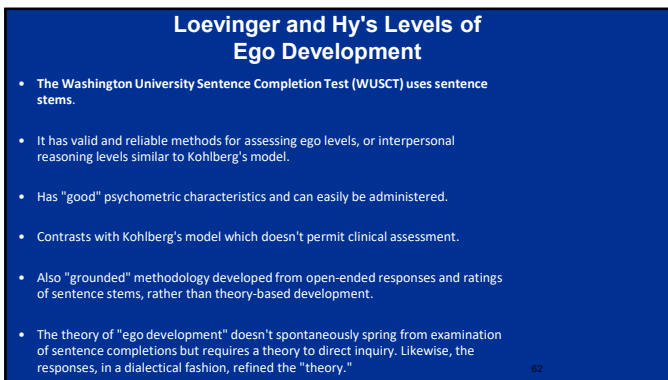 Loevinger and Hy's Levels of
Ego Development
• The Washington University Sentence Completion Test (WUSCT) uses sentence
stems.
• It has valid and reliable methods for assessing ego levels, or interpersonal
reasoning levels similar to Kohlberg's model.
• Has "good" psychometric characteristics and can easily be administered.
• Contrasts with Kohlberg's model which doesn't permit clinical assessment.
• Also "grounded" methodology developed from open-ended responses and ratings
of sentence stems, rather than theory-based development.
• The theory of "ego development" doesn't spontaneously spring from examination
of sentence completions but requires a theory to direct inquiry. Likewise, the
responses, in a dialectical fashion, refined the "theory."
62